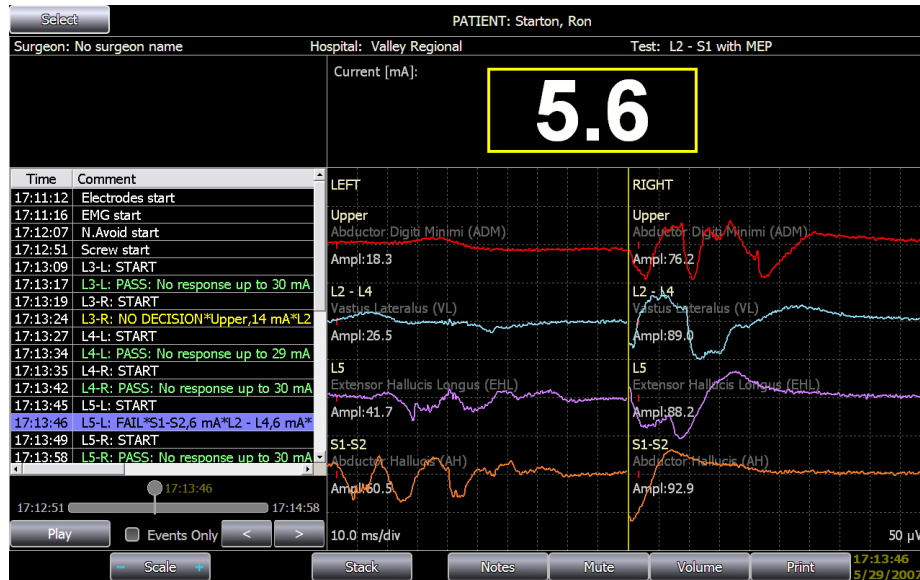 Select
PATIENT: Starton, Ron
Surgeon: No surgeon name Hospital: Valley Regional Test: L2 - S1 with MEP
Current [mA]:
5.6
Time Comment
17:11:12 Electrodes start
17:11:16 EMG start
17:12:07 N.Avoid start
17:12:51 Screw start
17:13:09 L3-L: START
17:13:17 L3-L: PASS: No response up to 30 mA
17:13:19 L3-R: START
17:13:24 L3-R: NO DECISION*Upper,14 mA*L2
17:13:27 L4-L: START
17:13:34 L4-L: PASS: No response up to 29 mA
17:13:35 L4-R: START
17:13:42 L4-R: PASS: No response up to 30 mA
17:13:45 L5-L: START
17:13:46 L5-L: FAIL*S1-S2,6 mA*L2 - L4,6 mA*
17:13:49 L5-R: START
17:13:58 L5-R: PASS: No response up to 30 mA
17:13:46
17:12:51 17:14:58
Play Events Only < >
LEFT
Upper
Abductor Digiti Minimi (ADM)
Ampl:18.3
L2 - L4
Vastus Lateralus (VL)
Ampl:26.5
L5
Extensor Hallucis Longus (EHL)
Ampl:41.7
S1-S2
Abductor Hallucis (AH)
Ampl:60.5
10.0 ms/div
RIGHT
Upper
Abductor Digiti Minimi (ADM)
Ampl:76.2
L2 - L4
Vastus Lateralus (VL)
Ampl:89.0
L5
Extensor Hallucis Longus (EHL)
Ampl:88.2
S1-S2
Abductor Hallucis (AH)
Ampl:92.9
50 µV
- Scale + Stack Notes Mute Volume Print
17:13:46
5/29/2007